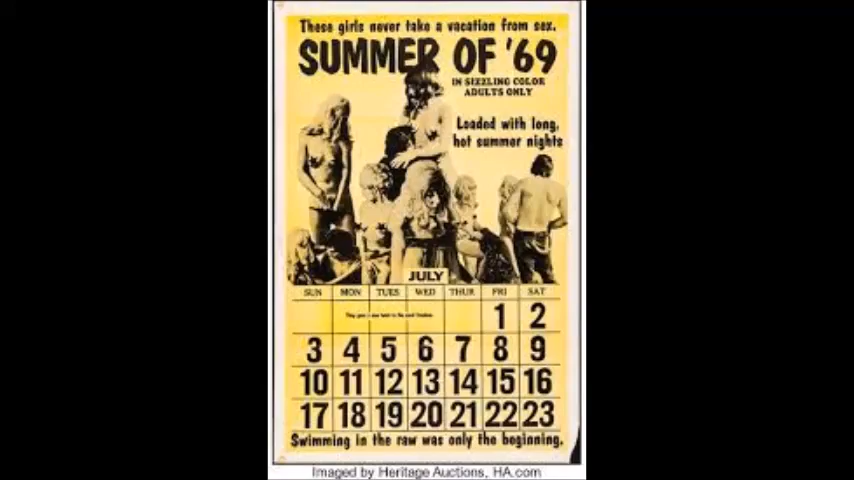 These girls never take a vacation from sex.
SUMMER OF '69
IN SIZZLING COLOR
ADULTS ONLY
Loaded with long,
hot summer nights
JULY
SUN MON TUES WED THUR FRI SAT
1 2
3 4 5 6 7 8 9
10 11 12 13 14 15 16
17 18 19 20 21 22 23
Swimming in the raw was only the beginning.
Imaged by Heritage Auctions, HA.com